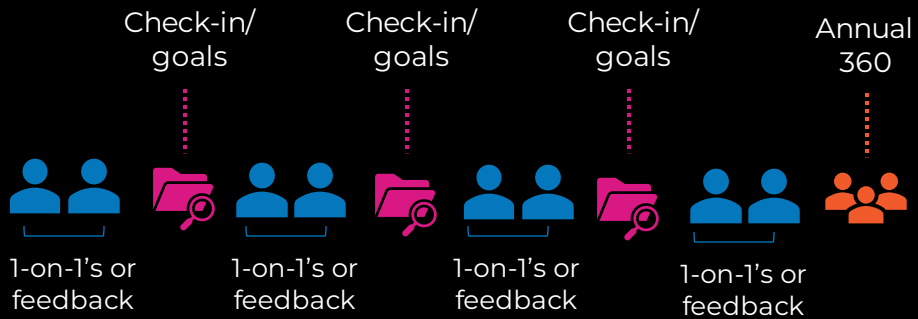 Check-in/
goals
Check-in/
goals
Check-in/
goals
Annual
360
1-on-1's or
feedback
1-on-1's or
feedback
1-on-1's or
feedback
1-on-1's or
feedback